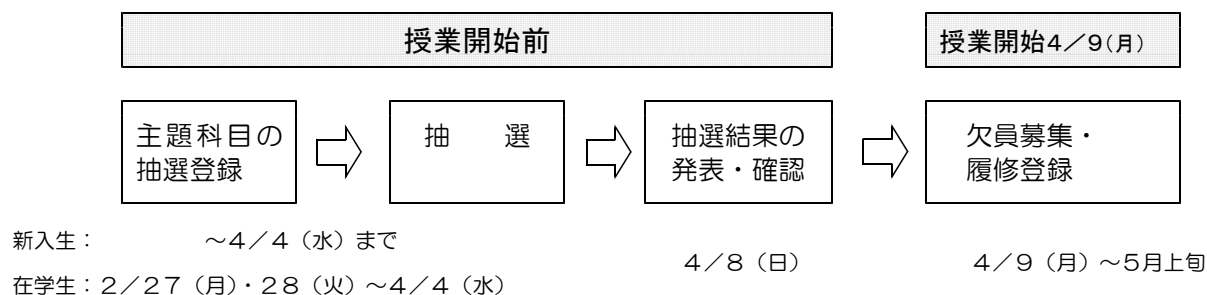 授業開始前
授業開始4/9(月)
主題科目の
抽選登録
抽　選
抽選結果の
発表・確認
欠員募集・
履修登録
新入生：　　　　～4/4（水）まで
在学生：2/27（月）・28（火）～4/4（水）
4/8（日）
4/9（月）～5月上旬